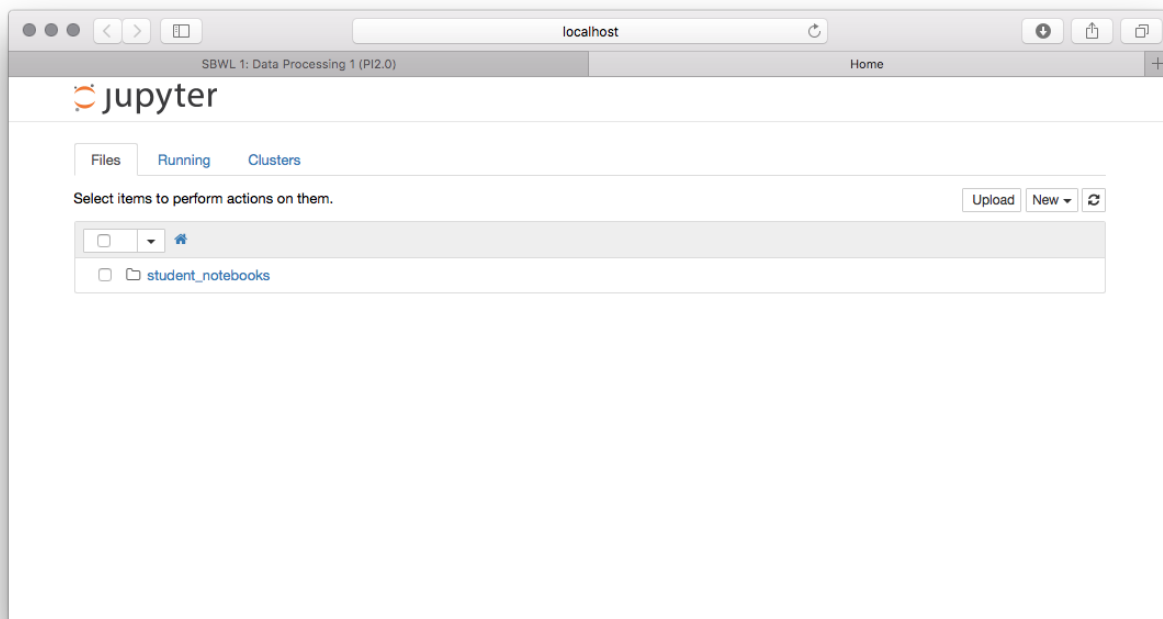 localhost
SBWL 1: Data Processing 1 (PI2.0)
Home
jupyter
Files Running Clusters
Select items to perform actions on them.
Upload New
student_notebooks